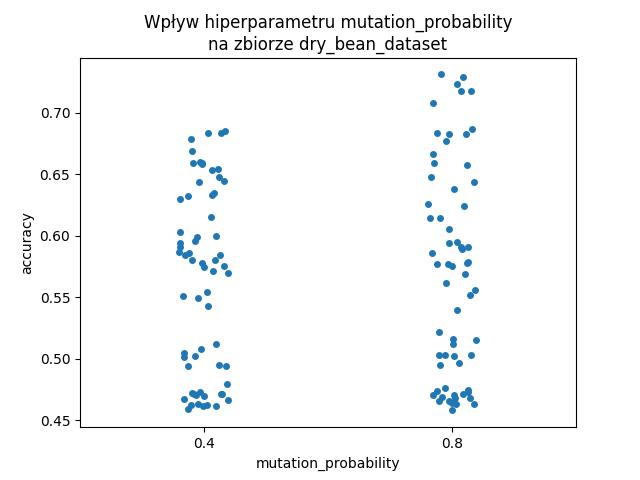 Wpływ hiperparametru mutation_probability
na zbiorze dry_bean_dataset
0.70
0.65
0.60
0.55
0.50
0.45
accuracy
0.4 0.8
mutation_probability